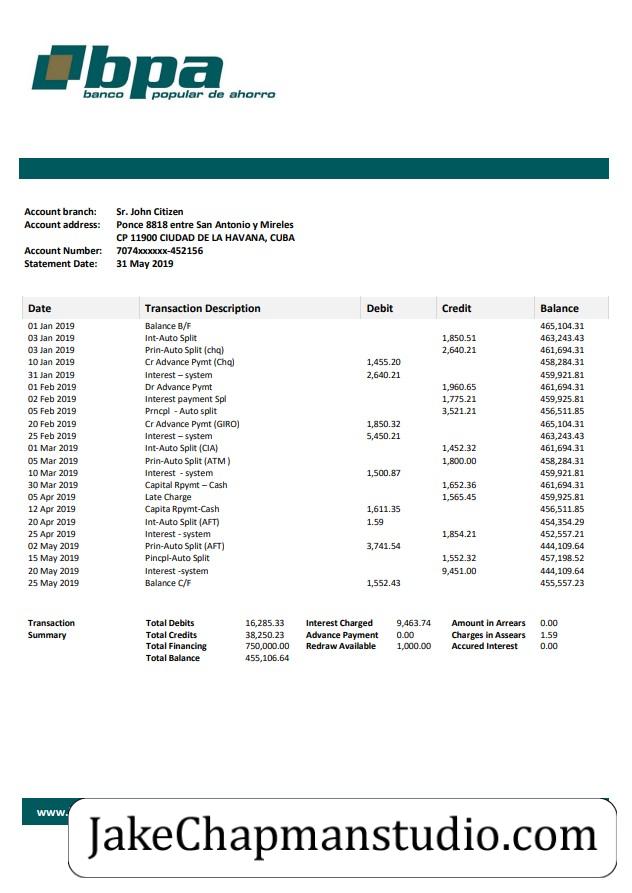 bpa
banco popular de ahorro
Account branch: Sr. John Citizen
Account address: Ponce 8818 entre San Antonio y Mireles
CP 11900 CIUDAD DE LA HAVANA, CUBA
Account Number: 7074xxxxxx-452156
Statement Date: 31 May 2019
Date Transaction Description Debit Credit Balance
01 Jan 2019 Balance B/F 465,104.31
03 Jan 2019 Int-Auto Split 1,850.51 463,243.43
03 Jan 2019 Prin-Auto Split (chq) 2,640.21 461,694.31
10 Jan 2019 Cr Advance Pymt (Chq) 1,455.20 458,284.31
31 Jan 2019 Interest – system 2,640.21 459,921.81
01 Feb 2019 Dr Advance Pymt 1,960.65 461,694.31
02 Feb 2019 Interest payment Spl 1,775.21 459,925.81
05 Feb 2019 Prncpl - Auto split 3,521.21 456,511.85
20 Feb 2019 Cr Advance Pymt (GIRO) 1,850.32 465,104.31
25 Feb 2019 Interest – system 5,450.21 463,243.43
01 Mar 2019 Int-Auto Split (CIA) 1,452.32 461,694.31
05 Mar 2019 Prin-Auto Split (ATM ) 1,800.00 458,284.31
10 Mar 2019 Interest - system 1,500.87 459,921.81
30 Mar 2019 Capital Rpymt – Cash 1,652.36 461,694.31
05 Apr 2019 Late Charge 1,565.45 459,925.81
12 Apr 2019 Capita Rpymt-Cash 1,611.35 456,511.85
20 Apr 2019 Int-Auto Split (AFT) 1.59 454,354.29
25 Apr 2019 Interest - system 1,854.21 452,557.21
02 May 2019 Prin-Auto Split (AFT) 3,741.54 444,109.64
15 May 2019 Pincpl-Auto Split 1,552.32 457,198.52
20 May 2019 Interest -system 9,451.00 444,109.64
25 May 2019 Balance C/F 1,552.43 455,557.23
Transaction Total Debits 16,285.33 Interest Charged 9,463.74 Amount in Arrears 0.00
Summary Total Credits 38,250.23 Advance Payment 0.00 Charges in Assears 1.59
Total Financing 750,000.00 Redraw Available 1,000.00 Accured Interest 0.00
Total Balance 455,106.64
www.
JakeChapmanstudio.com